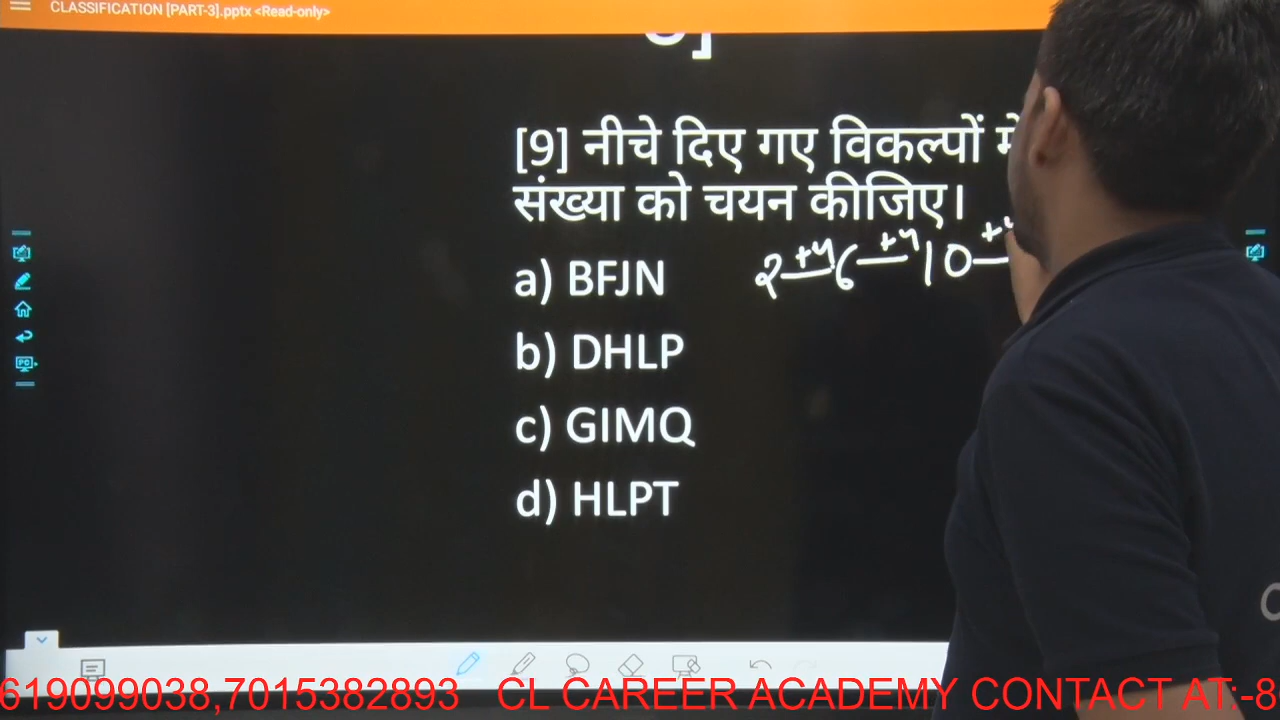 CLASSIFICATION [PART-3].pptx <Read-only>
[9] नीचे दिए गए विकल्पों में
संख्या को चयन कीजिए।
2 +4 6 +4 10 +4
a) BFJN
b) DHLP
c) GIMQ
d) HLPT
619099038,7015382893 CL CAREER ACADEMY CONTACT AT:-8